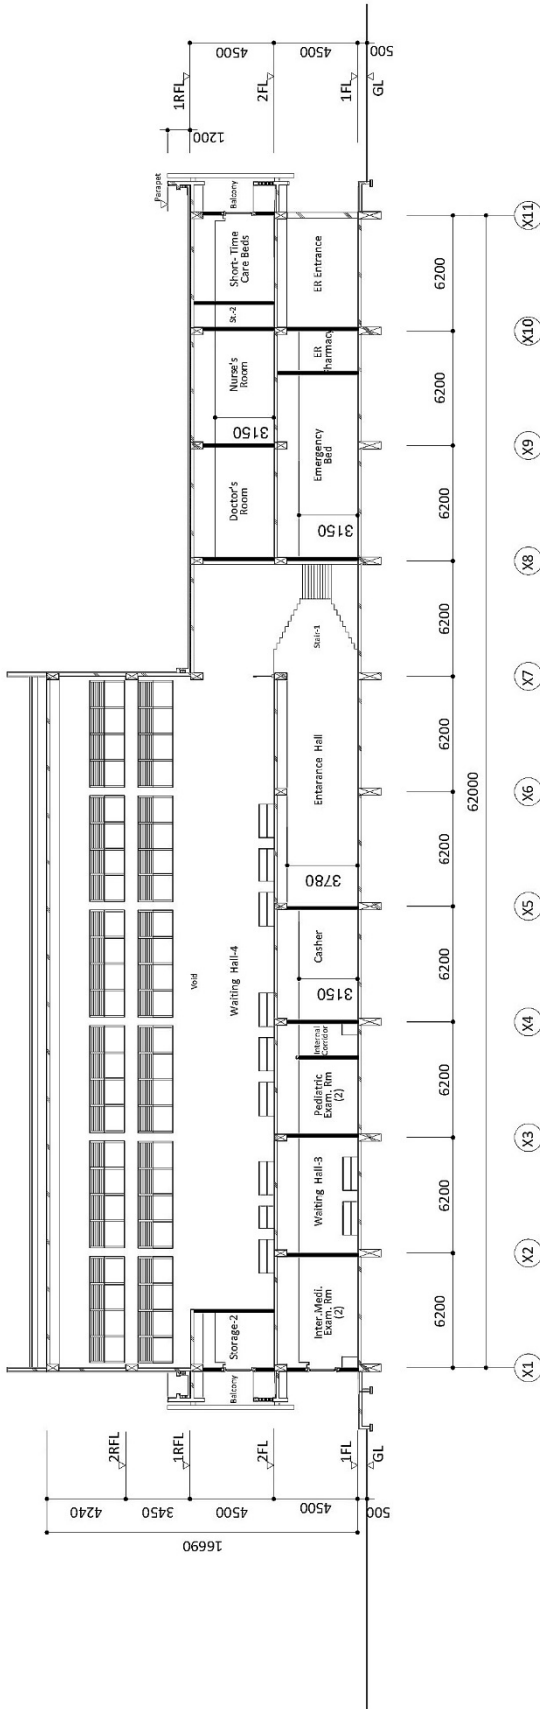 1200
Parapet
1RFL
4500
2FL
4500
1FL
500
GL
4240
2RFL
3450
1RFL
4500
2FL
4500
1FL
500
GL
16690
Void
Waiting Hall-4
Balcony
Storage-2
Doctor's
Room
3150
Nurse's
Room
St.-2
Short-Time
Care Beds
Balcony
Inter.Medi.
Exam. Rm
(2)
Waiting Hall-3
Pediatric
Exam. Rm
(2)
Internal
Corridor
3150
Casher
3780
Entarance Hall
Stair-1
3150
Emergency
Bed
ER
Pharmacy
ER Entrance
6200
6200
6200
6200
6200
6200
6200
6200
6200
6200
62000
X1
X2
X3
X4
X5
X6
X7
X8
X9
X10
X11